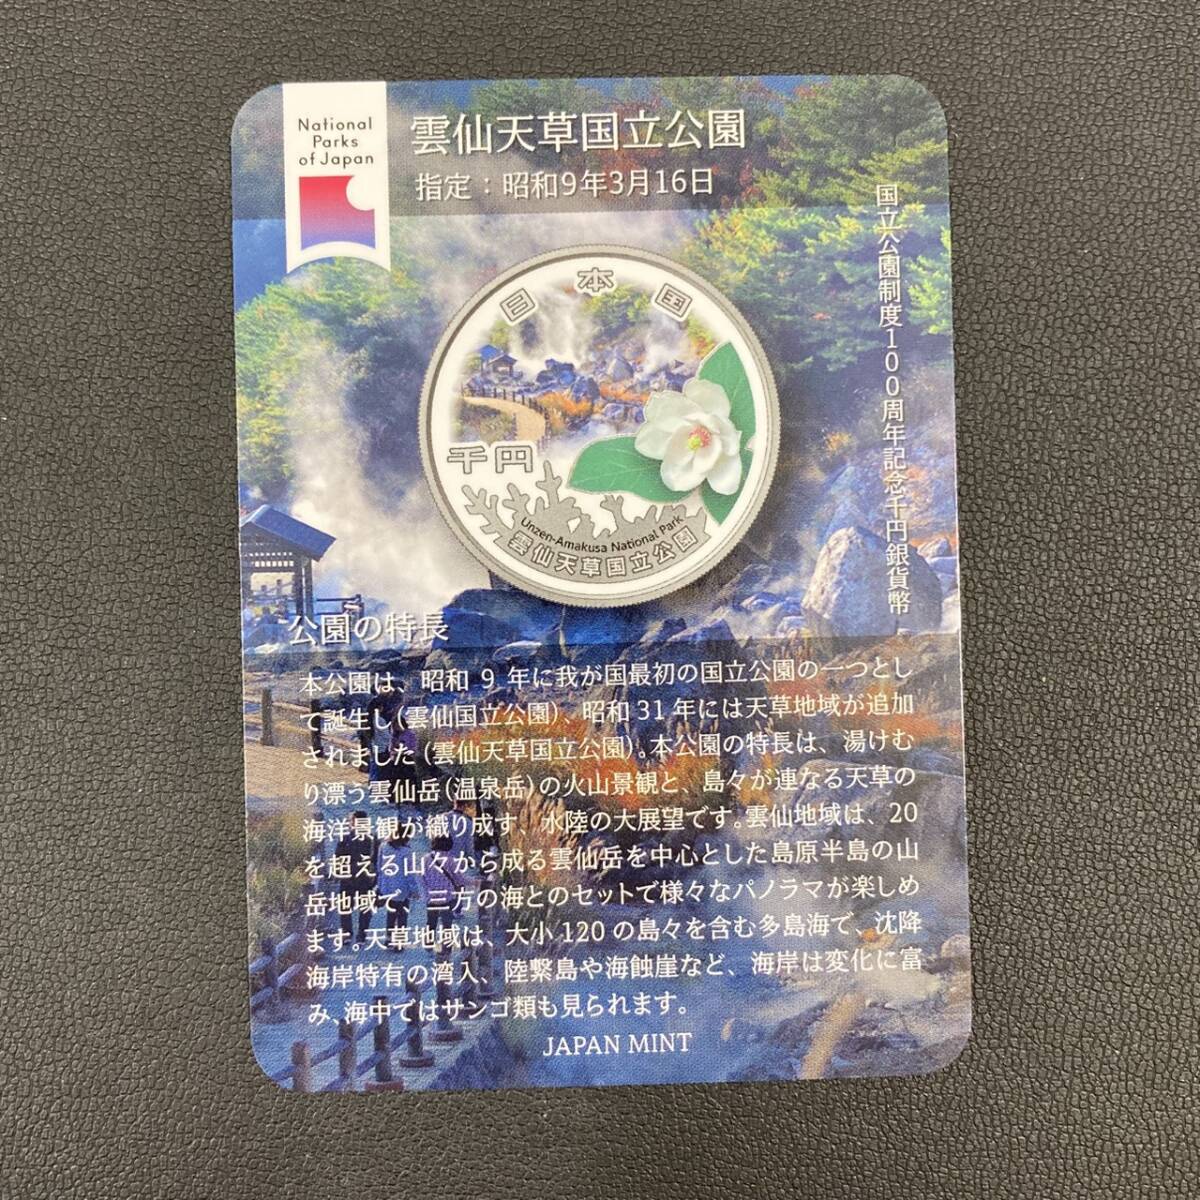 National
Parks
of Japan
雲仙天草国立公園
指定：昭和9年3月16日
国立公園制度100周年記念千円銀貨幣
日本国
千円
Unzen-Amakusa National Park
雲仙天草国立公園
公園の特長
本公園は、昭和 9 年に我が国最初の国立公園の一つとし
て誕生し(雲仙国立公園)、昭和 31 年には天草地域が追加
されました (雲仙天草国立公園)。本公園の特長は、湯けむ
り漂う雲仙岳(温泉岳)の火山景観と、島々が連なる天草の
海洋景観が織り成す、水陸の大展望です。雲仙地域は、20
を超える山々から成る雲仙岳を中心とした島原半島の山
岳地域で、三方の海とのセットで様々なパノラマが楽しめ
ます。天草地域は、大小 120 の島々を含む多島海で、沈降
海岸特有の湾入、陸繋島や海蝕崖など、海岸は変化に富
み、海中ではサンゴ類も見られます。
JAPAN MINT